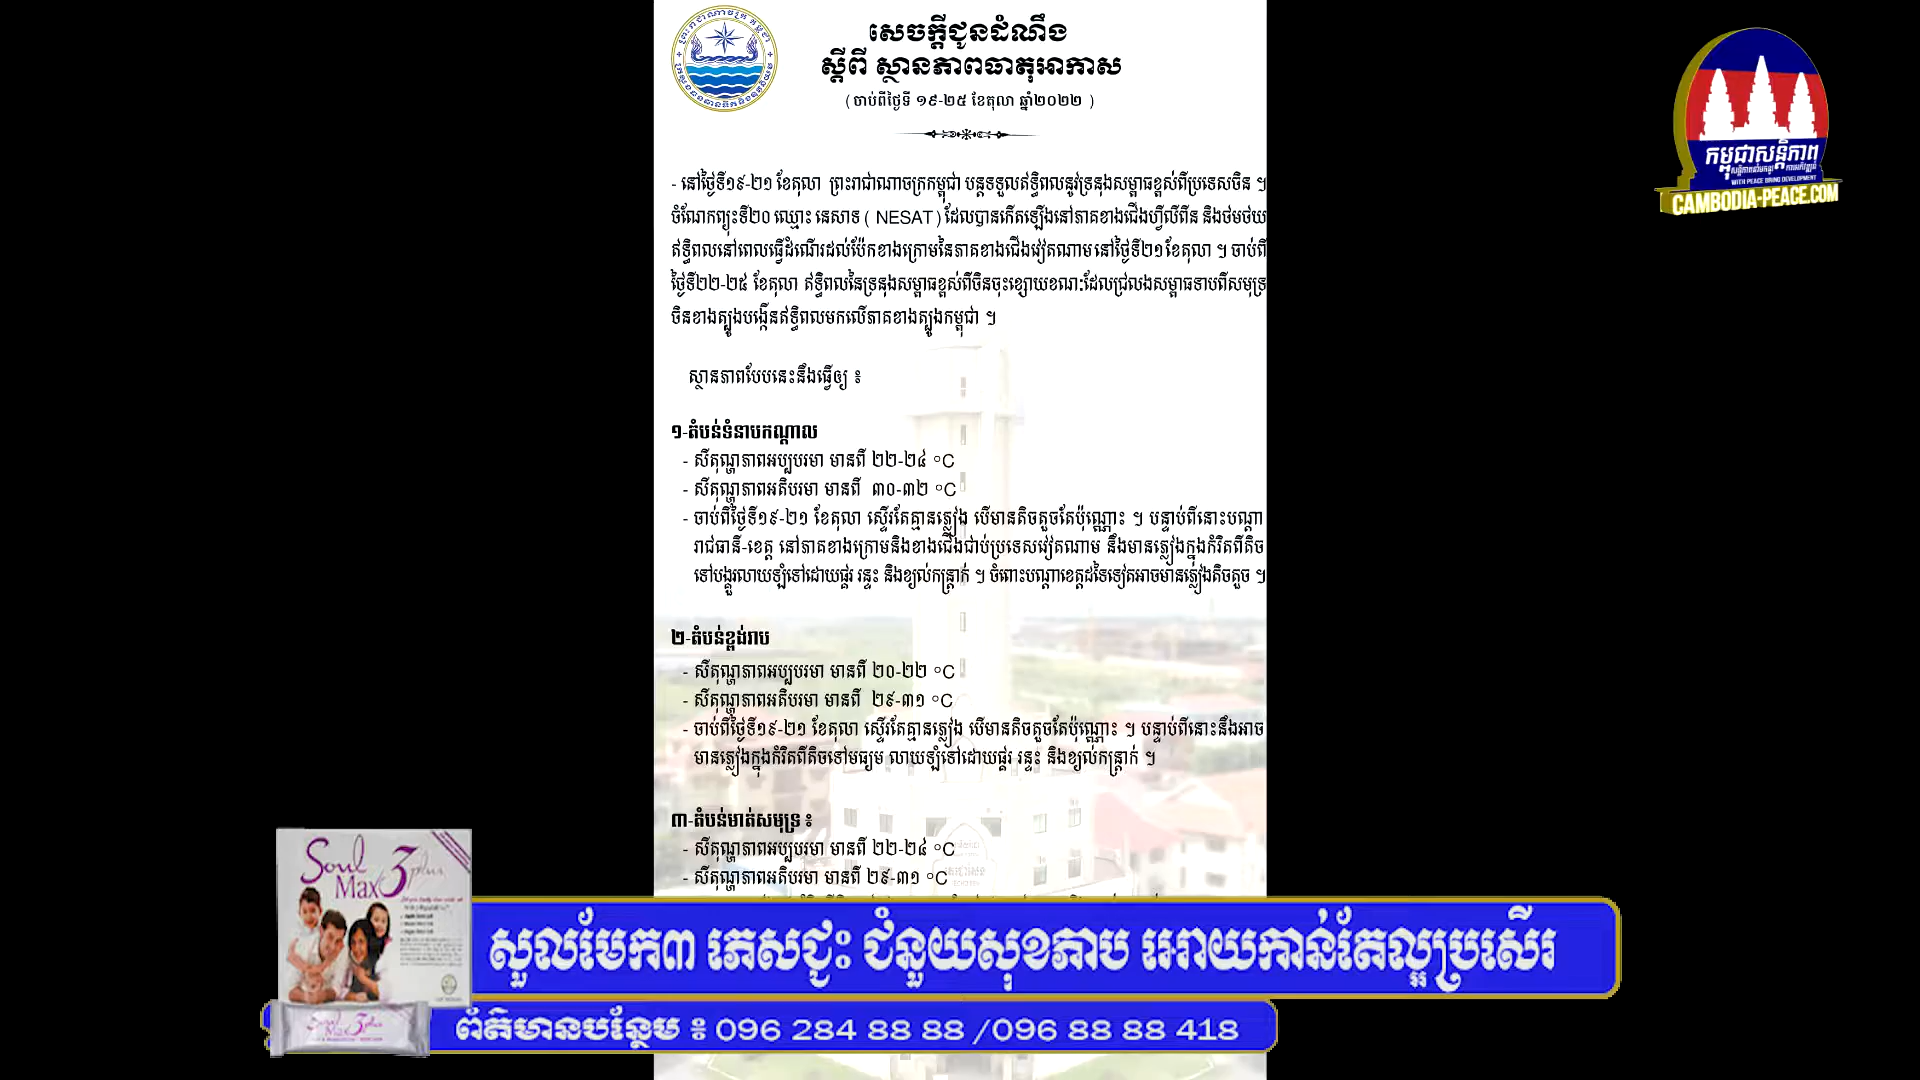 សេចក្តីជូនដំណឹង
ស្តីពី ស្ថានភាពធាតុអាកាស
( ចាប់ពីថ្ងៃទី ១៩-២៥ ខែតុលា ឆ្នាំ២០២២ )
- នៅថ្ងៃទី១៩-២១ ខែតុលា ព្រះរាជាណាចក្រកម្ពុជា បន្តទទួលឥទ្ធិពលនូវទ្រនុងសម្ពាធខ្ពស់ពីប្រទេសចិន ។
ចំណែកព្យុះទី២០ ឈ្មោះ នេសាទ ( NESAT ) ដែលបានកើតឡើងនៅភាគខាងជើងហ្វីលីពីន និងថមថយ
ឥទ្ធិពលនៅពេលធ្វើដំណើរដល់ប៉ែកខាងក្រោមនៃភាគខាងជើងវៀតណាម នៅថ្ងៃទី២១ ខែតុលា ។ ចាប់ពី
ថ្ងៃទី២២-២៥ ខែតុលា ឥទ្ធិពលនៃទ្រនុងសម្ពាធខ្ពស់ពីចិនចុះខ្សោយខណៈដែលជ្រលងសម្ពាធទាបពីសមុទ្រ
ចិនខាងត្បូងបង្កើនឥទ្ធិពលមកលើភាគខាងត្បូងកម្ពុជា ។
ស្ថានភាពបែបនេះនឹងធ្វើឲ្យ ៖
១-តំបន់ទំនាបកណ្តាល
- សីតុណ្ហភាពអប្បបរមា មានពី ២២-២៤ °C
- សីតុណ្ហភាពអតិបរមា មានពី ៣០-៣២ °C
- ចាប់ពីថ្ងៃទី១៩-២១ ខែតុលា ស្ទើរតែគ្មានភ្លៀង បើមានតិចតួចតែប៉ុណ្ណោះ ។ បន្ទាប់ពីនោះបណ្តា
រាជធានី-ខេត្ត នៅភាគខាងក្រោមនិងខាងជើងជាប់ប្រទេសវៀតណាម នឹងមានភ្លៀងក្នុងកំរិតពីតិច
ទៅបង្គួរលាយឡំទៅដោយផ្គរ រន្ទះ និងខ្យល់កន្ត្រាក់ ។ ចំពោះបណ្តាខេត្តដទៃទៀតអាចមានភ្លៀងតិចតួច ។
២-តំបន់ខ្ពង់រាប
- សីតុណ្ហភាពអប្បបរមា មានពី ២០-២២ °C
- សីតុណ្ហភាពអតិបរមា មានពី ២៩-៣១ °C
- ចាប់ពីថ្ងៃទី១៩-២១ ខែតុលា ស្ទើរតែគ្មានភ្លៀង បើមានតិចតួចតែប៉ុណ្ណោះ ។ បន្ទាប់ពីនោះនឹងអាច
មានភ្លៀងក្នុងកំរិតពីតិចទៅមធ្យម លាយឡំទៅដោយផ្គរ រន្ទះ និងខ្យល់កន្ត្រាក់ ។
៣-តំបន់មាត់សមុទ្រ ៖
- សីតុណ្ហភាពអប្បបរមា មានពី ២២-២៤ °C
- សីតុណ្ហភាពអតិបរមា មានពី ២៩-៣១ °C
កម្ពុជាសន្តិភាព
WITH PEACE BRING DEVELOPMENT
CAMBODIA-PEACE.COM
Soul
Max 3 plus
សួលមែក៣ ភេសជ្ជៈ ជំនួយសុខភាប អោយកាន់តែល្អប្រសើរ
ព័ត៌មានបន្ថែម ៖ 096 284 88 88 /096 88 88 418